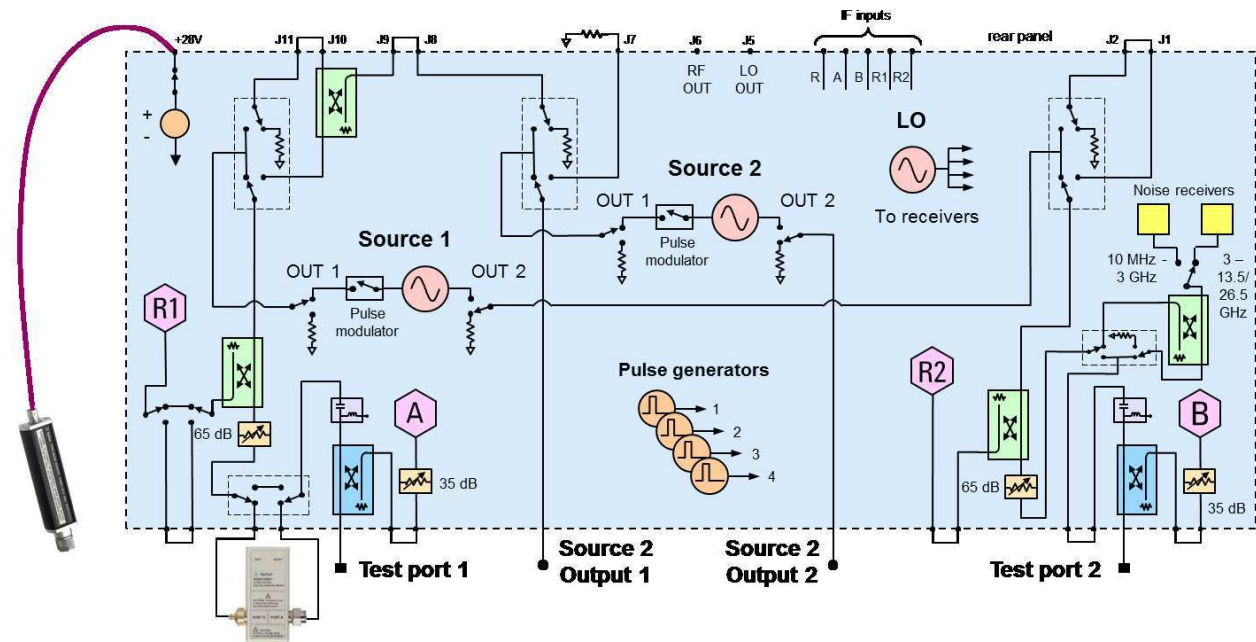 +28V
J11
J10
J9
J8
J7
J6
J5
IF inputs
rear panel
J2
J1
RF
OUT
LO
OUT
R
A
B
R1
R2
+
-
LO
To receivers
Source 2
OUT 1
OUT 2
Pulse
modulator
Noise receivers
10 MHz -
3 GHz
3 –
13.5/
26.5
GHz
Source 1
OUT 1
OUT 2
Pulse
modulator
R1
R2
A
B
65 dB
35 dB
Pulse generators
1
2
3
4
65 dB
35 dB
Test port 1
Source 2
Output 1
Source 2
Output 2
Test port 2